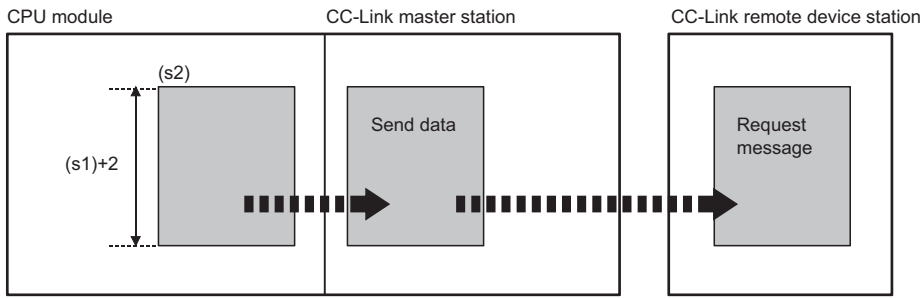 CPU module
CC-Link master station
CC-Link remote device station
(s2)
(s1)+2
Send data
Request
message